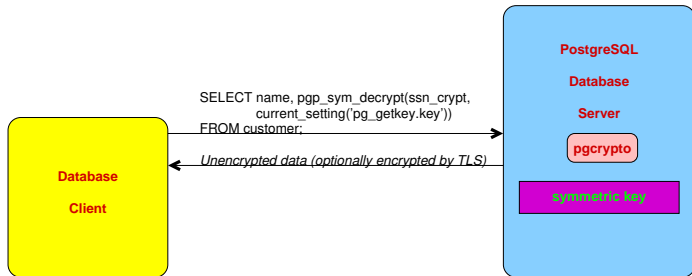 PostgreSQL
Database
Server
pgcrypto
symmetric key
SELECT name, pgp_sym_decrypt(ssn_crypt,
current_setting('pg_getkey.key'))
FROM customer;
Unencrypted data (optionally encrypted by TLS)
Database
Client